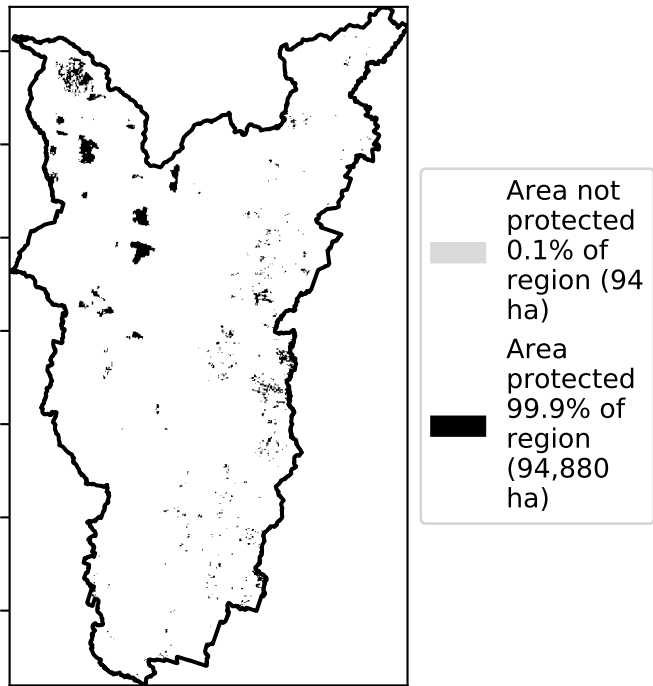 Area not
protected
0.1% of
region (94
ha)
Area
protected
99.9% of
region
(94,880
ha)